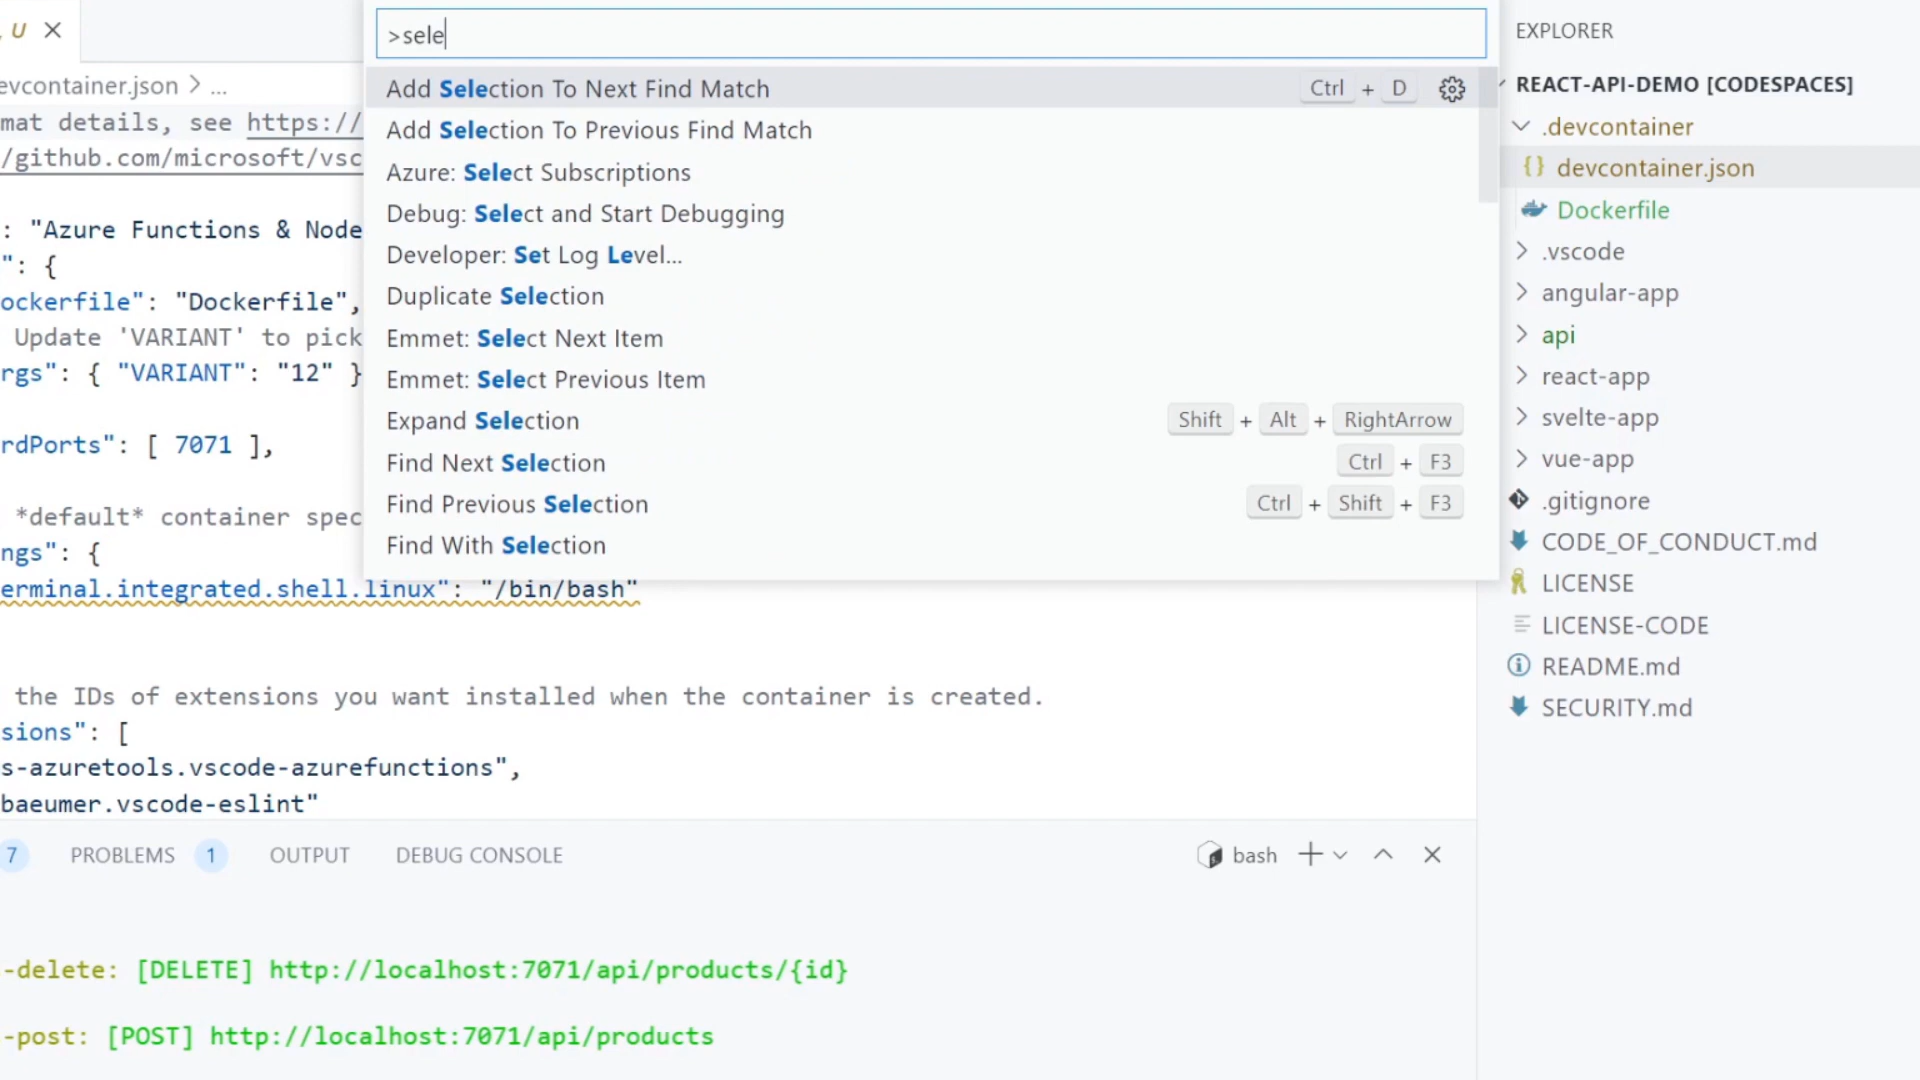 U
>sele
Add Selection To Next Find Match Ctrl + D
Add Selection To Previous Find Match
Azure: Select Subscriptions
Debug: Select and Start Debugging
Developer: Set Log Level...
Duplicate Selection
Emmet: Select Next Item
Emmet: Select Previous Item
Expand Selection Shift + Alt + RightArrow
Find Next Selection Ctrl + F3
Find Previous Selection Ctrl + Shift + F3
Find With Selection
evcontainer.json > ...
mat details, see https://
/github.com/microsoft/vsc
: "Azure Functions & Node
": {
ockerfile": "Dockerfile",
Update 'VARIANT' to pick
rgs": { "VARIANT": "12" }
rdPorts": [ 7071 ],
*default* container spec
ngs": {
erminal.integrated.shell.linux": "/bin/bash"
the IDs of extensions you want installed when the container is created.
sions": [
s-azuretools.vscode-azurefunctions",
baeumer.vscode-eslint"
7 PROBLEMS 1 OUTPUT DEBUG CONSOLE bash
-delete: [DELETE] http://localhost:7071/api/products/{id}
-post: [POST] http://localhost:7071/api/products
EXPLORER
REACT-API-DEMO [CODESPACES]
.devcontainer
{} devcontainer.json
Dockerfile
.vscode
angular-app
api
react-app
svelte-app
vue-app
.gitignore
CODE_OF_CONDUCT.md
LICENSE
LICENSE-CODE
README.md
SECURITY.md